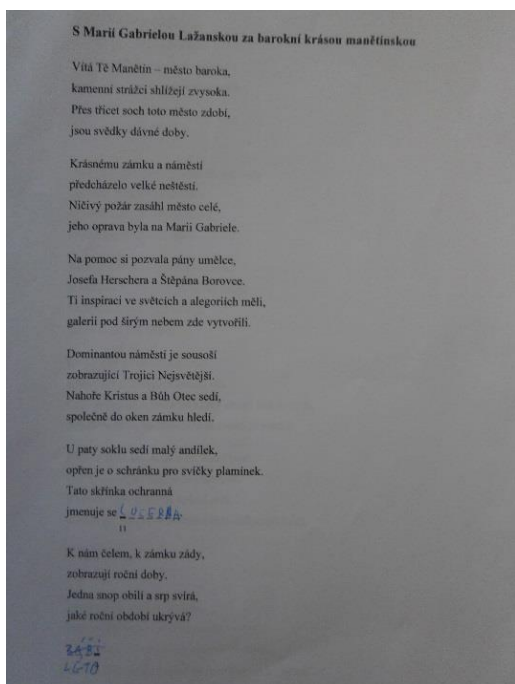 S Marií Gabrielou Lažanskou za barokní krásou manětínskou
Vítá Tě Manětín – město baroka,
kamenní strážci shlížejí zvysoka.
Přes třicet soch toto město zdobí,
jsou svědky dávné doby.
Krásnému zámku a náměstí
předcházelo velké neštěstí.
Ničivý požár zasáhl město celé,
jeho oprava byla na Marii Gabriele.
Na pomoc si pozvala pány umělce,
Josefa Herschera a Štěpána Borovce.
Ti inspiraci ve světcích a alegoriích měli,
galerii pod širým nebem zde vytvořili.
Dominantou náměstí je sousoší
zobrazující Trojici Nejsvětější.
Nahoře Kristus a Bůh Otec sedí,
společně do oken zámku hledí.
U paty soklu sedí malý andílek,
opřen je o schránku pro svíčky plamínek.
Tato skříňka ochranná
jmenuje se LUCERNA.
11
K nám čelem, k zámku zády,
zobrazují roční doby.
Jedna snop obilí a srp svírá,
jaké roční období ukrývá?
LÉTO